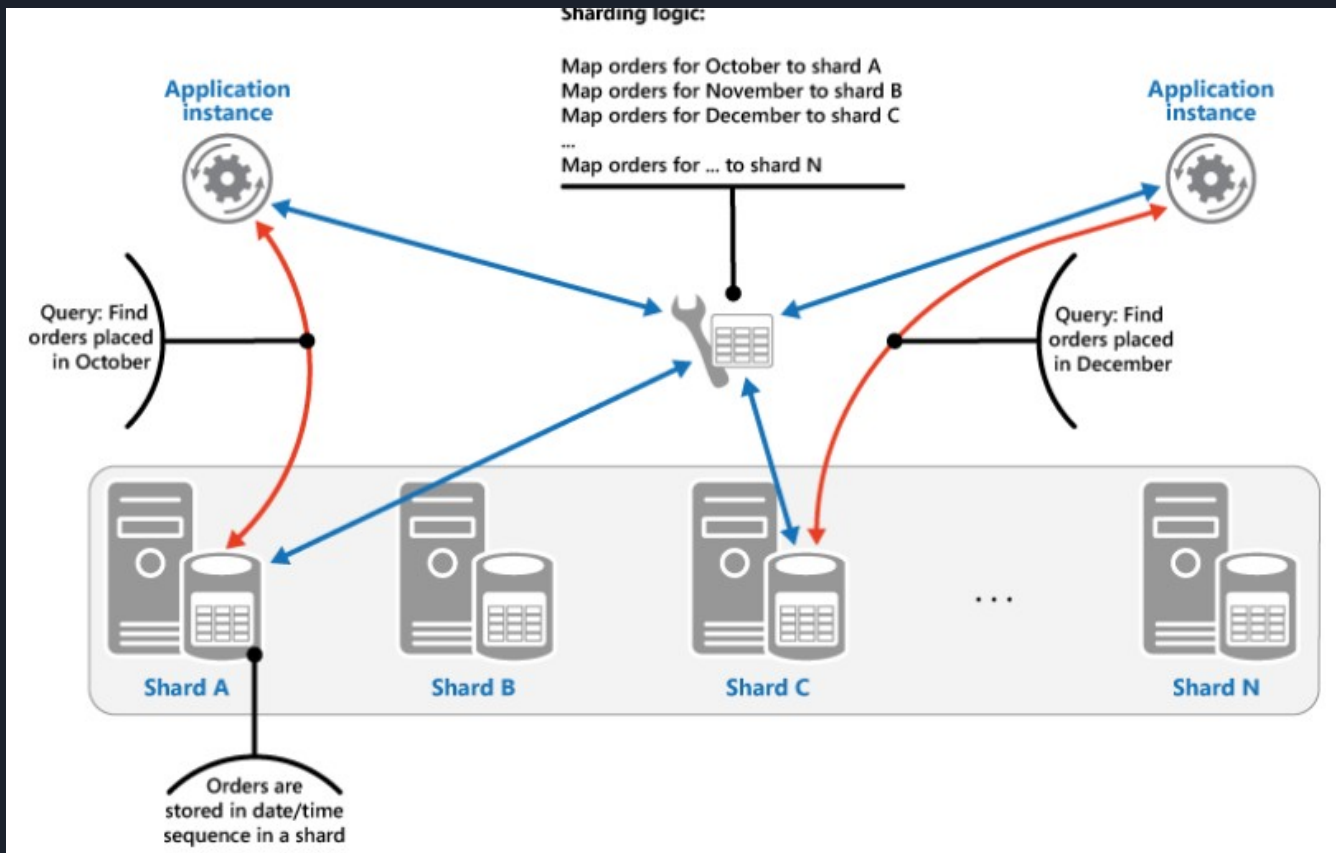 Sharding logic:
Map orders for October to shard A
Map orders for November to shard B
Map orders for December to shard C
...
Map orders for ... to shard N
Application
instance
Application
instance
Query: Find
orders placed
in October
Query: Find
orders placed
in December
...
Shard A
Shard B
Shard C
Shard N
Orders are
stored in date/time
sequence in a shard